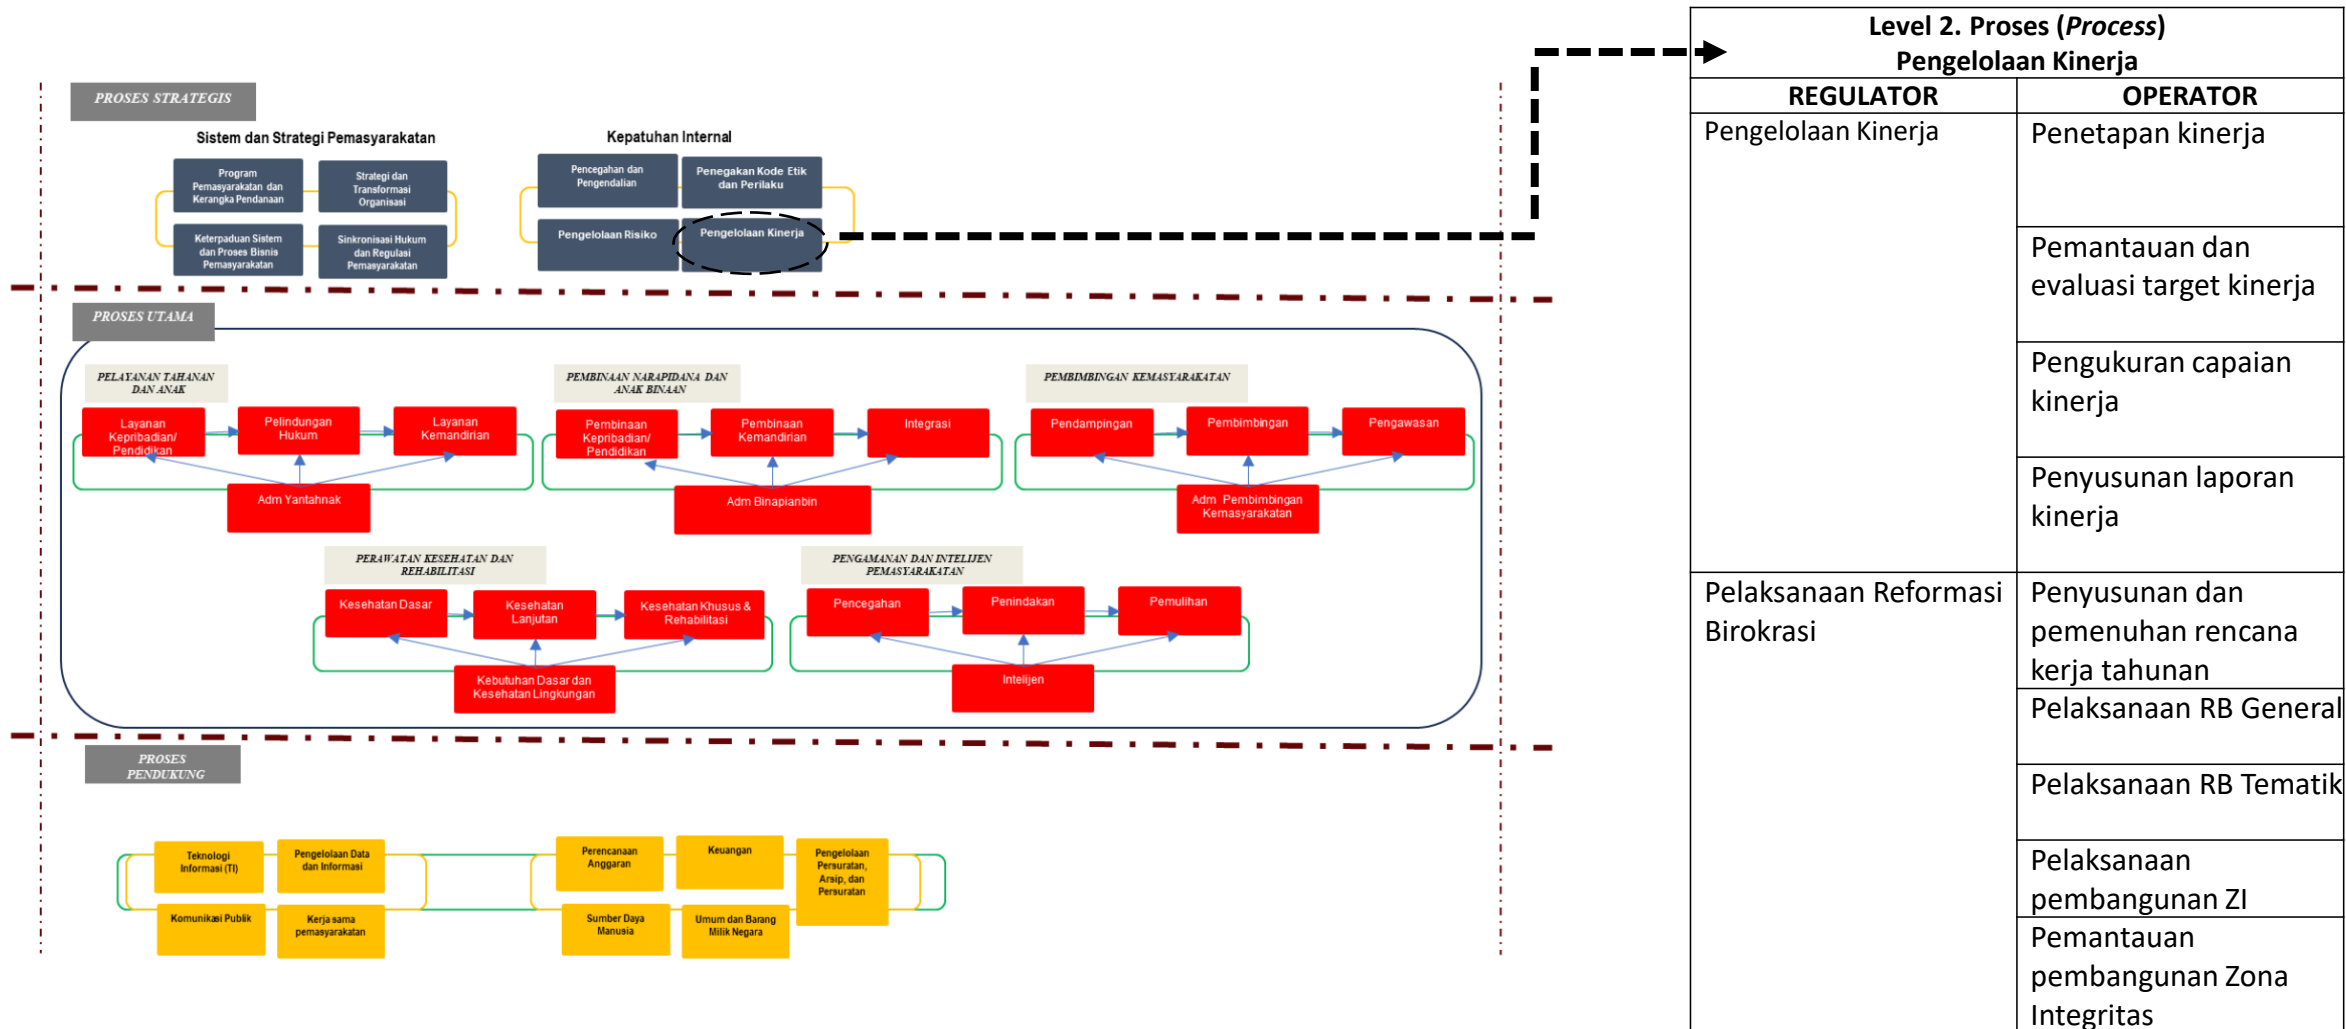 PROSES STRATEGIS
Sistem dan Strategi Pemasyarakatan
Program
Pemasyarakatan dan
Kerangka Pendanaan
Strategi dan
Transformasi
Organisasi
Keterpaduan Sistem
dan Proses Bisnis
Pemasyarakatan
Sinkronisasi Hukum
dan Regulasi
Pemasyarakatan
Kepatuhan Internal
Pencegahan dan
Pengendalian
Penegakan Kode Etik
dan Perilaku
Pengelolaan Risiko
Pengelolaan Kinerja
PROSES UTAMA
PELAYANAN TAHANAN
DAN ANAK
Layanan
Kepribadian/
Pendidikan
Pelindungan
Hukum
Layanan
Kemandirian
Adm Yantahnak
PEMBINAAN NARAPIDANA DAN
ANAK BINAAN
Pembinaan
Kepribadian/
Pendidikan
Pembinaan
Kemandirian
Integrasi
Adm Binapianbin
PEMBIMBINGAN KEMASYARAKATAN
Pendampingan
Pembimbingan
Pengawasan
Adm Pembimbingan
Kemasyarakatan
PERAWATAN KESEHATAN DAN
REHABILITASI
Kesehatan Dasar
Kesehatan
Lanjutan
Kesehatan Khusus &
Rehabilitasi
Kebutuhan Dasar dan
Kesehatan Lingkungan
PENGAMANAN DAN INTELIJEN
PEMASYARAKATAN
Pencegahan
Penindakan
Pemulihan
Intelijen
PROSES
PENDUKUNG
Teknologi
Informasi (TI)
Pengelolaan Data
dan Informasi
Komunikasi Publik
Kerja sama
pemasyarakatan
Perencanaan
Anggaran
Keuangan
Pengelolaan
Persuratan,
Arsip, dan
Persuratan
Sumber Daya
Manusia
Umum dan Barang
Milik Negara
Level 2. Proses (Process)
Pengelolaan Kinerja
REGULATOR
OPERATOR
Pengelolaan Kinerja
Penetapan kinerja
Pemantauan dan
evaluasi target kinerja
Pengukuran capaian
kinerja
Penyusunan laporan
kinerja
Pelaksanaan Reformasi
Birokrasi
Penyusunan dan
pemenuhan rencana
kerja tahunan
Pelaksanaan RB General
Pelaksanaan RB Tematik
Pelaksanaan
pembangunan ZI
Pemantauan
pembangunan Zona
Integritas